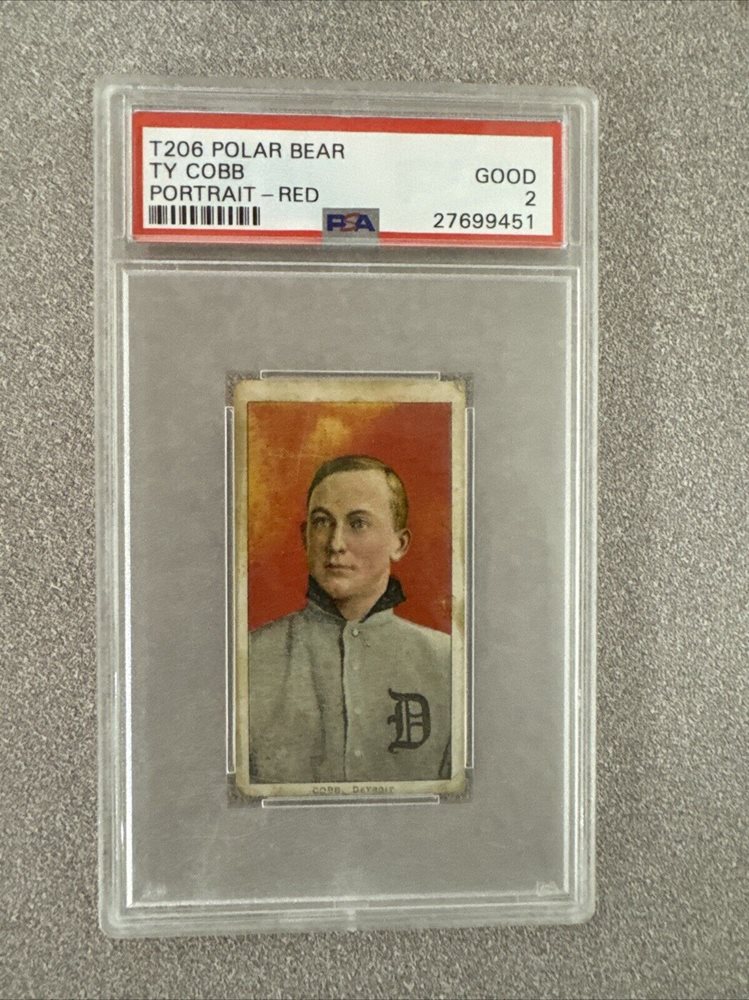 T206 POLAR BEAR
TY COBB GOOD
PORTRAIT – RED 2
PSA 27699451
D
COBB, DETROIT